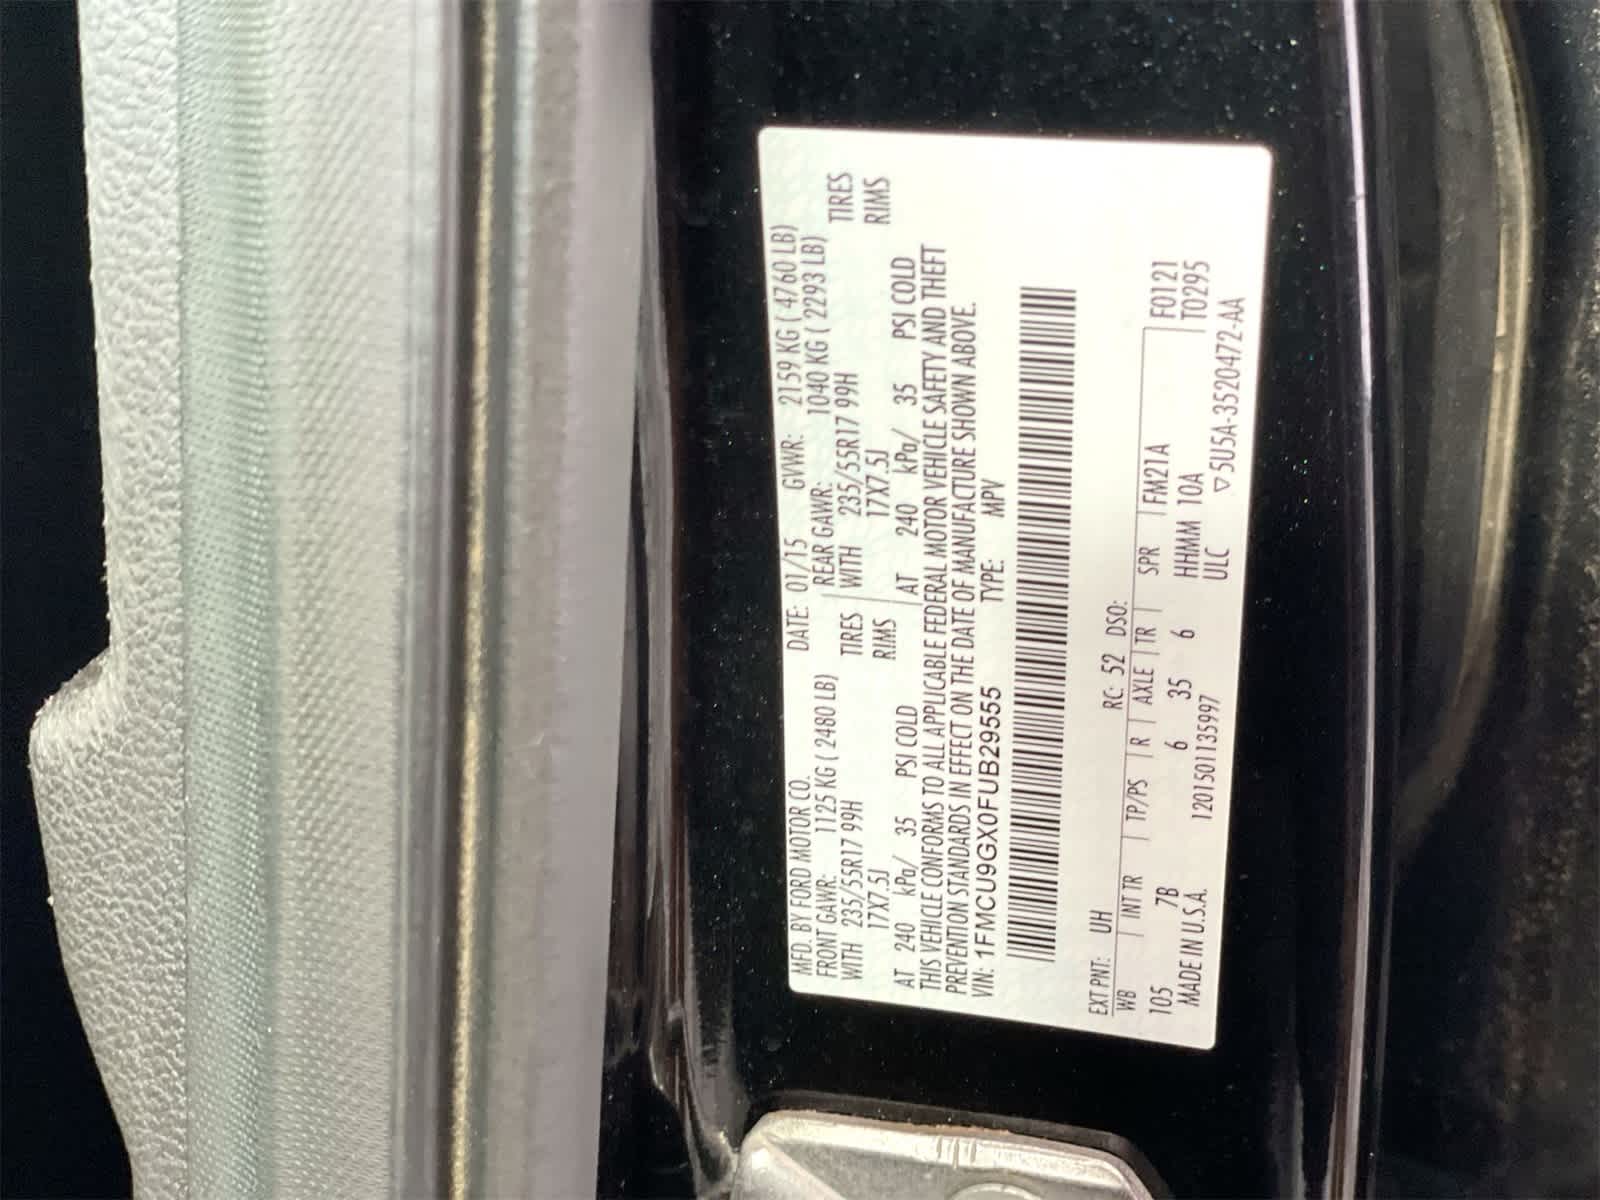 MFD. BY FORD MOTOR CO. DATE: 01/15 GVWR: 2159 KG ( 4760 LB)
FRONT GAWR: 1125 KG ( 2480 LB) REAR GAWR: 1040 KG ( 2293 LB)
WITH 235/55R17 99H TIRES WITH 235/55R17 99H TIRES
17X7.5J RIMS 17X7.5J RIMS
AT 240 kPa/ 35 PSI COLD AT 240 kPa/ 35 PSI COLD
THIS VEHICLE CONFORMS TO ALL APPLICABLE FEDERAL MOTOR VEHICLE SAFETY AND THEFT
PREVENTION STANDARDS IN EFFECT ON THE DATE OF MANUFACTURE SHOWN ABOVE.
VIN: 1FMCU9GX0FUB29555 TYPE: MPV
EXT PNT: UH RC: 52 DSO:
WB INT TR TP/PS R AXLE TR SPR FM21A F0121
105 7B 6 35 6 HHMM 10A T0295
MADE IN U.S.A. 120150113599​7 ULC ▽5U5A-3520472-AA